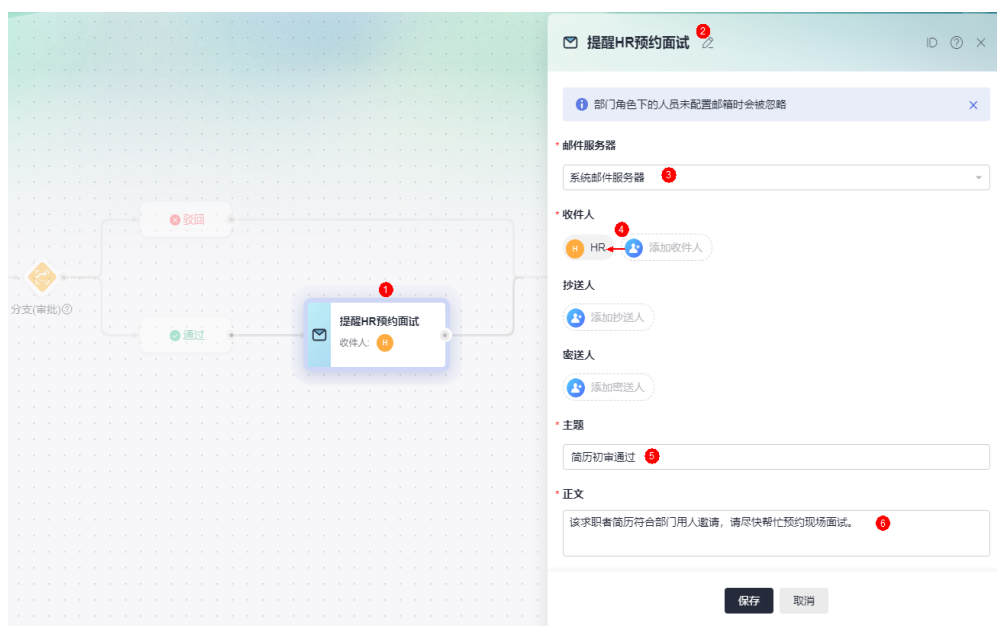 提醒HR预约面试 2
ID
部门角色下的人员未配置邮箱时会被忽略
* 邮件服务器
系统邮件服务器 3
* 收件人
4
H HR 添加收件人
抄送人
添加抄送人
密送人
添加密送人
* 主题
简历初审通过 5
* 正文
该求职者简历符合部门用人邀请，请尽快帮忙预约现场面试。 6
保存 取消
驳回
分支(审批)
通过
1
提醒HR预约面试
收件人: H